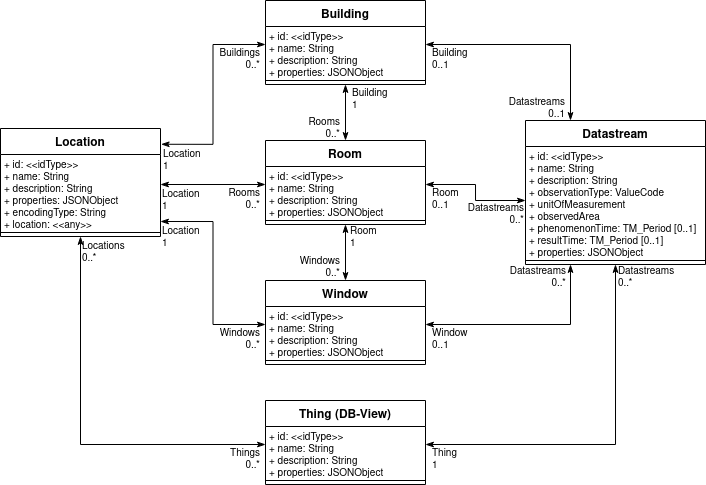 Building
+ id: <<idType>>
+ name: String
+ description: String
+ properties: JSONObject
Buildings
0..*
Building
0..1
Building
1
Datastreams
0..1
Rooms
0..*
Location
+ id: <<idType>>
+ name: String
+ description: String
+ properties: JSONObject
+ encodingType: String
+ location: <<any>>
Location
1
Location
1
Location
1
Locations
0..*
Room
+ id: <<idType>>
+ name: String
+ description: String
+ properties: JSONObject
Rooms
0..*
Room
0..1
Room
1
Datastream
+ id: <<idType>>
+ name: String
+ description: String
+ observationType: ValueCode
+ unitOfMeasurement
+ observedArea
+ phenomenonTime: TM_Period [0..1]
+ resultTime: TM_Period [0..1]
+ properties: JSONObject
Datastreams
0..*
Datastreams
0..*
Datastreams
0..*
Windows
0..*
Window
+ id: <<idType>>
+ name: String
+ description: String
+ properties: JSONObject
Windows
0..*
Window
0..1
Thing (DB-View)
+ id: <<idType>>
+ name: String
+ description: String
+ properties: JSONObject
Things
0..*
Thing
1